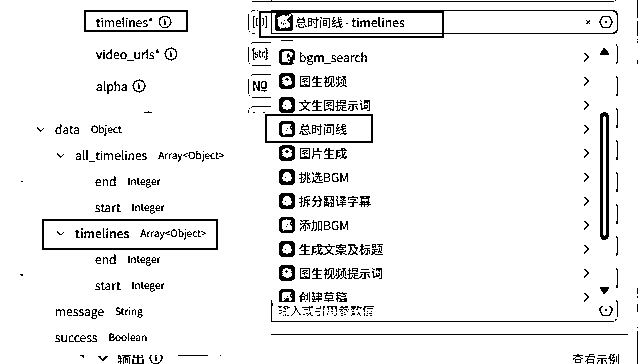 timelines*
video_urls*
alpha
data Object
all_timelines Array<Object>
end Integer
start Integer
timelines Array<Object>
end Integer
start Integer
message String
success Boolean
输出
总时间线 - timelines
[str]
bgm_search
图生视频
文生图提示词
总时间线
图片生成
挑选BGM
拆分翻译字幕
添加BGM
生成文案及标题
图生视频提示词
创建草稿
输入或引用参数值
查看示例